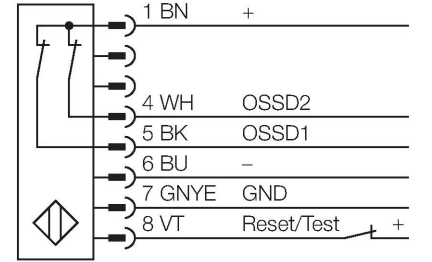 1 BN +
4 WH OSSD2
5 BK OSSD1
6 BU –
7 GNYE GND
8 VT Reset/Test +